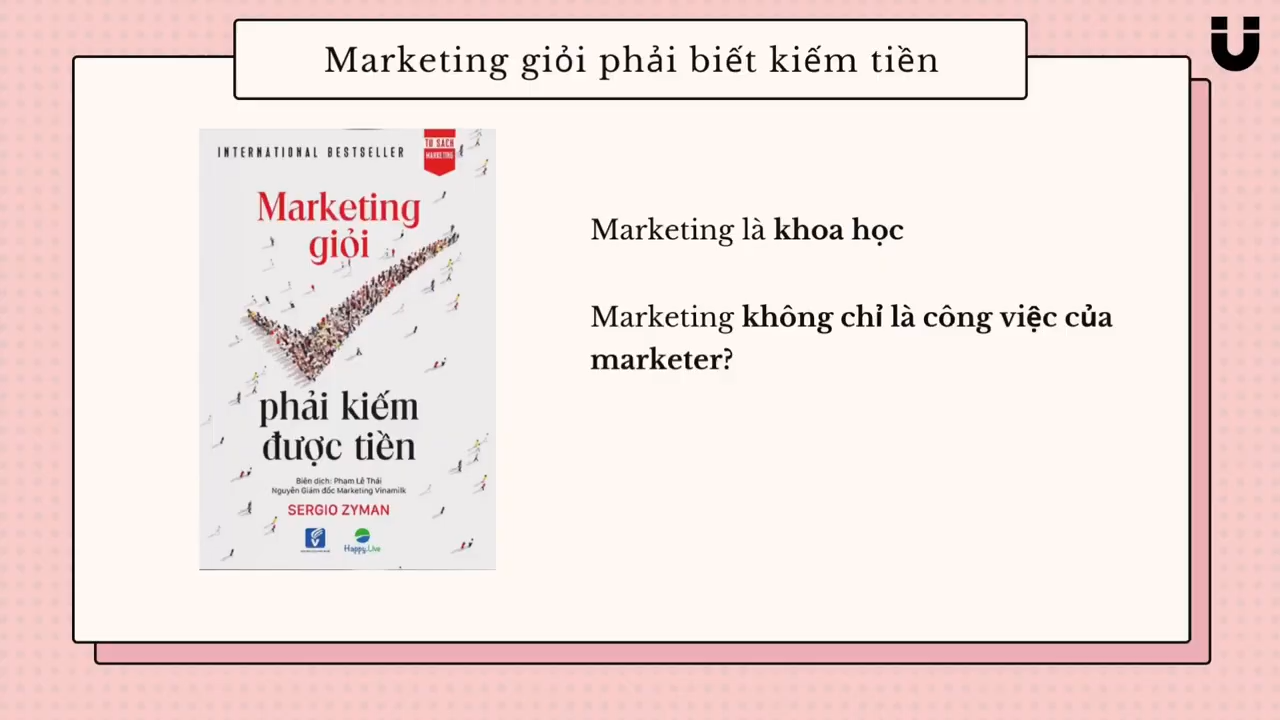 Marketing giỏi phải biết kiếm tiền
INTERNATIONAL BESTSELLER
TỦ SÁCH
MARKETING
Marketing
giỏi
phải kiếm
được tiền
Biên dịch: Phạm Lê Thái
Nguyên Giám đốc Marketing Vinamilk
SERGIO ZYMAN
Happy.Live
Marketing là khoa học
Marketing không chỉ là công việc của
marketer?